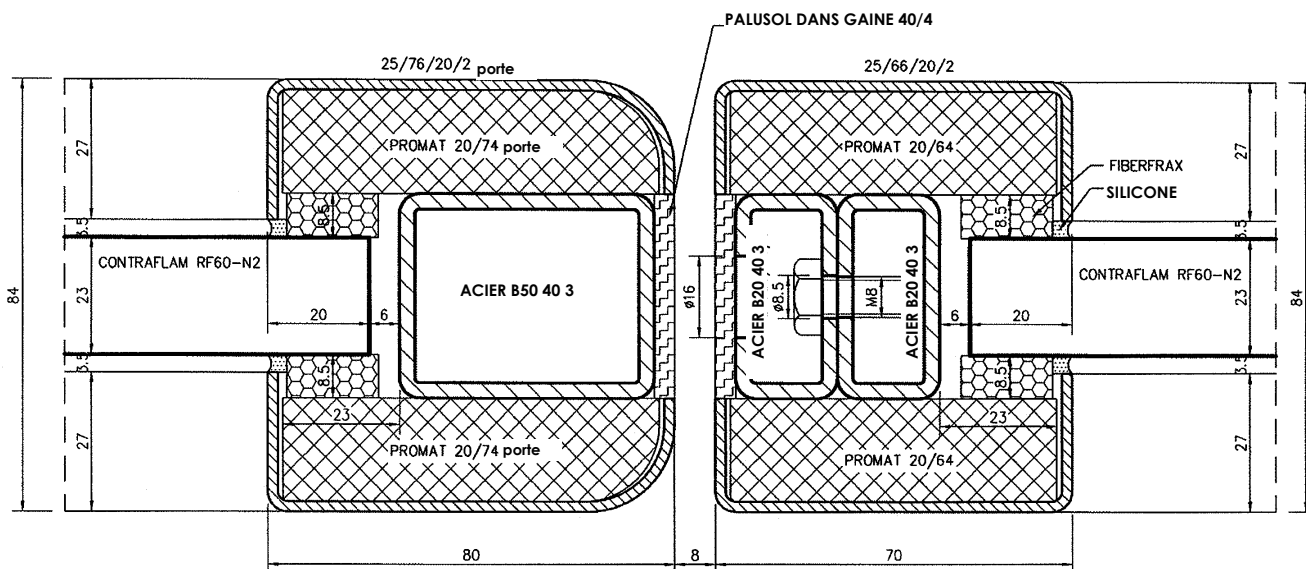 PALUSOL DANS GAINE 40/4
25/76/20/2 porte
25/66/20/2
PROMAT 20/74 porte
PROMAT 20/64
FIBERFRAX
SILICONE
27
27
8.5
8.5
3.5
3.5
CONTRAFLAM RF60-N2
CONTRAFLAM RF60-N2
84
23
ACIER B50 40 3
ø16
ACIER B20 40 3
ø8.5
M8
ACIER B20 40 3
23
84
20
6
6
20
3.5
3.5
8.5
8.5
23
23
27
27
PROMAT 20/74 porte
PROMAT 20/64
80
8
70